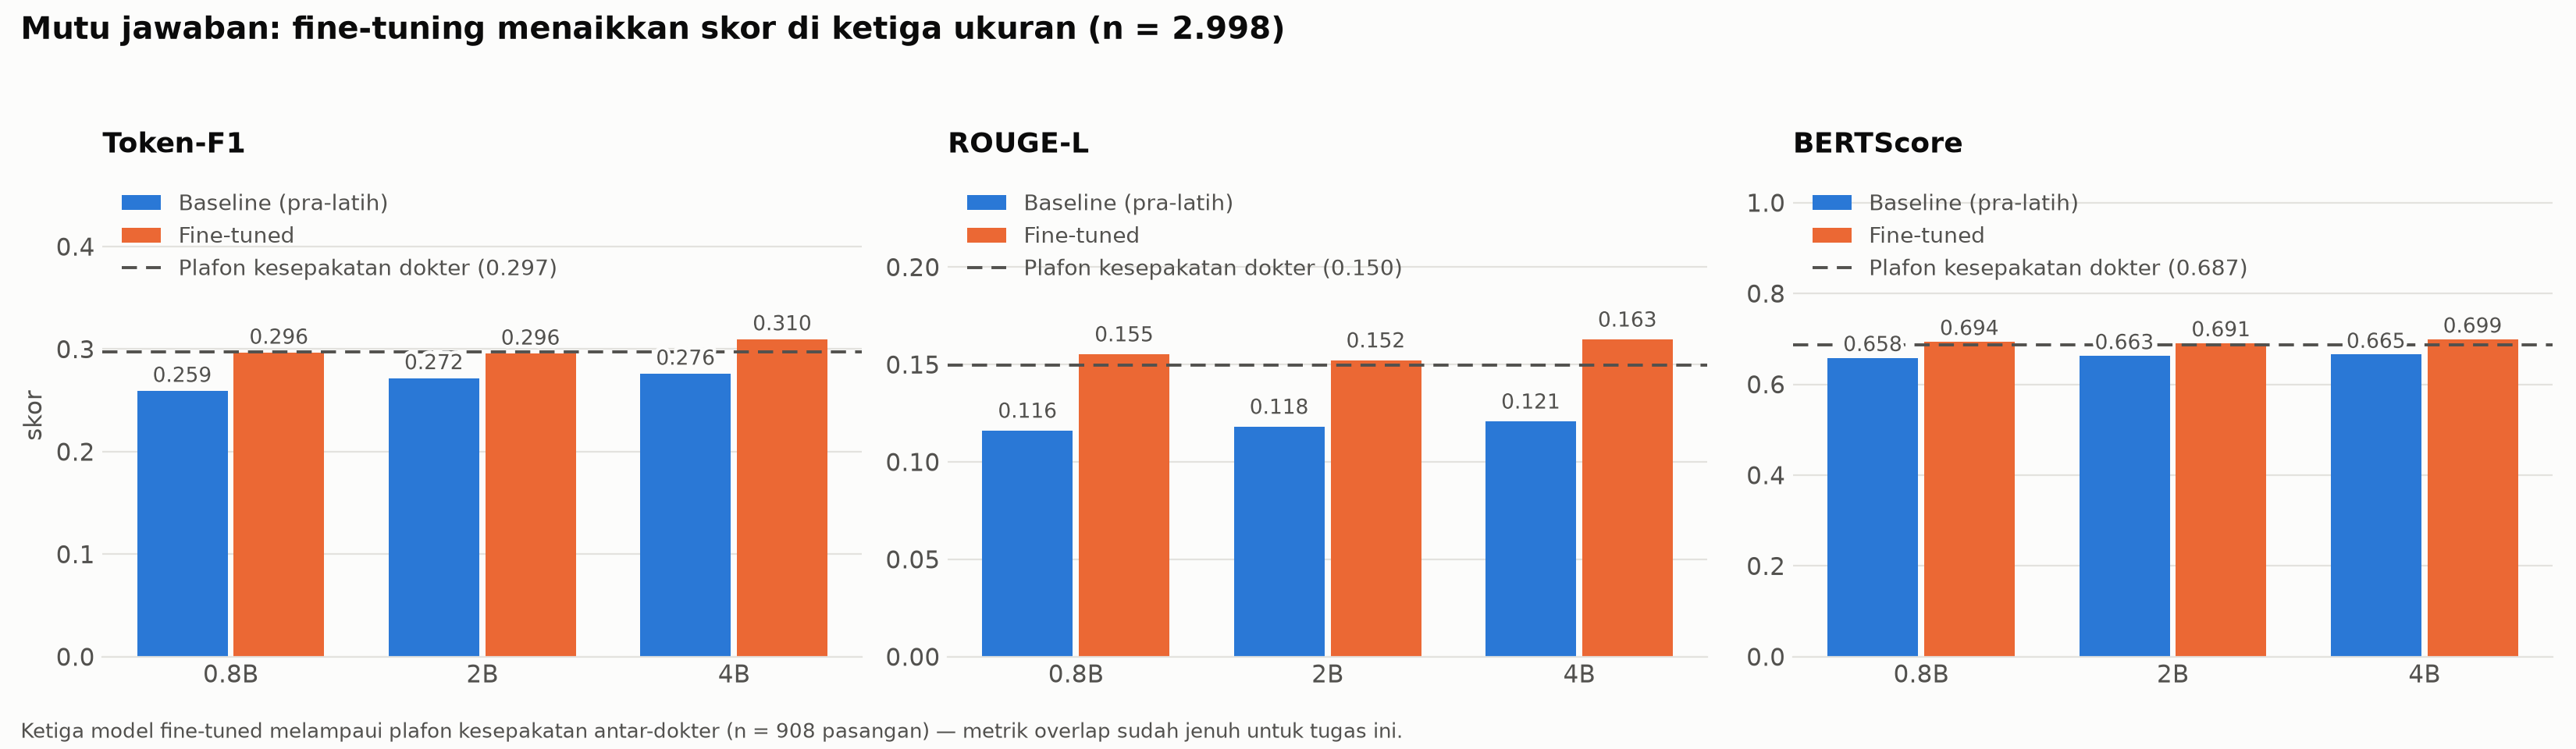 Mutu jawaban: fine-tuning menaikkan skor di ketiga ukuran (n = 2.998)
Token-F1
Baseline (pra-latih)
Fine-tuned
Plafon kesepakatan dokter (0.297)
skor
0.4
0.3
0.2
0.1
0.0
0.259
0.296
0.272
0.296
0.276
0.310
0.8B
2B
4B
ROUGE-L
Baseline (pra-latih)
Fine-tuned
Plafon kesepakatan dokter (0.150)
0.20
0.15
0.10
0.05
0.00
0.116
0.155
0.118
0.152
0.121
0.163
0.8B
2B
4B
BERTScore
Baseline (pra-latih)
Fine-tuned
Plafon kesepakatan dokter (0.687)
1.0
0.8
0.6
0.4
0.2
0.0
0.658
0.694
0.663
0.691
0.665
0.699
0.8B
2B
4B
Ketiga model fine-tuned melampaui plafon kesepakatan antar-dokter (n = 908 pasangan) — metrik overlap sudah jenuh untuk tugas ini.